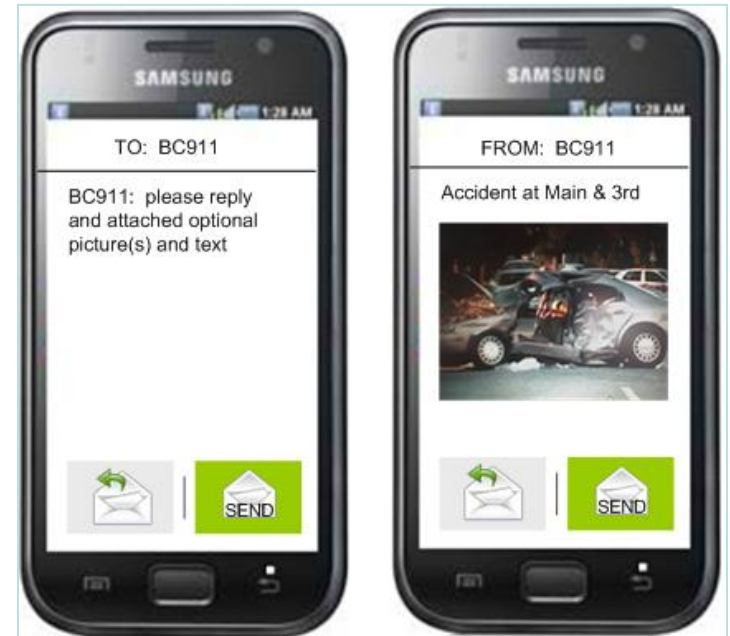 SAMSUNG
1:28 AM
TO: BC911
BC911: please reply
and attached optional
picture(s) and text
SEND
SAMSUNG
1:28 AM
FROM: BC911
Accident at Main & 3rd
SEND